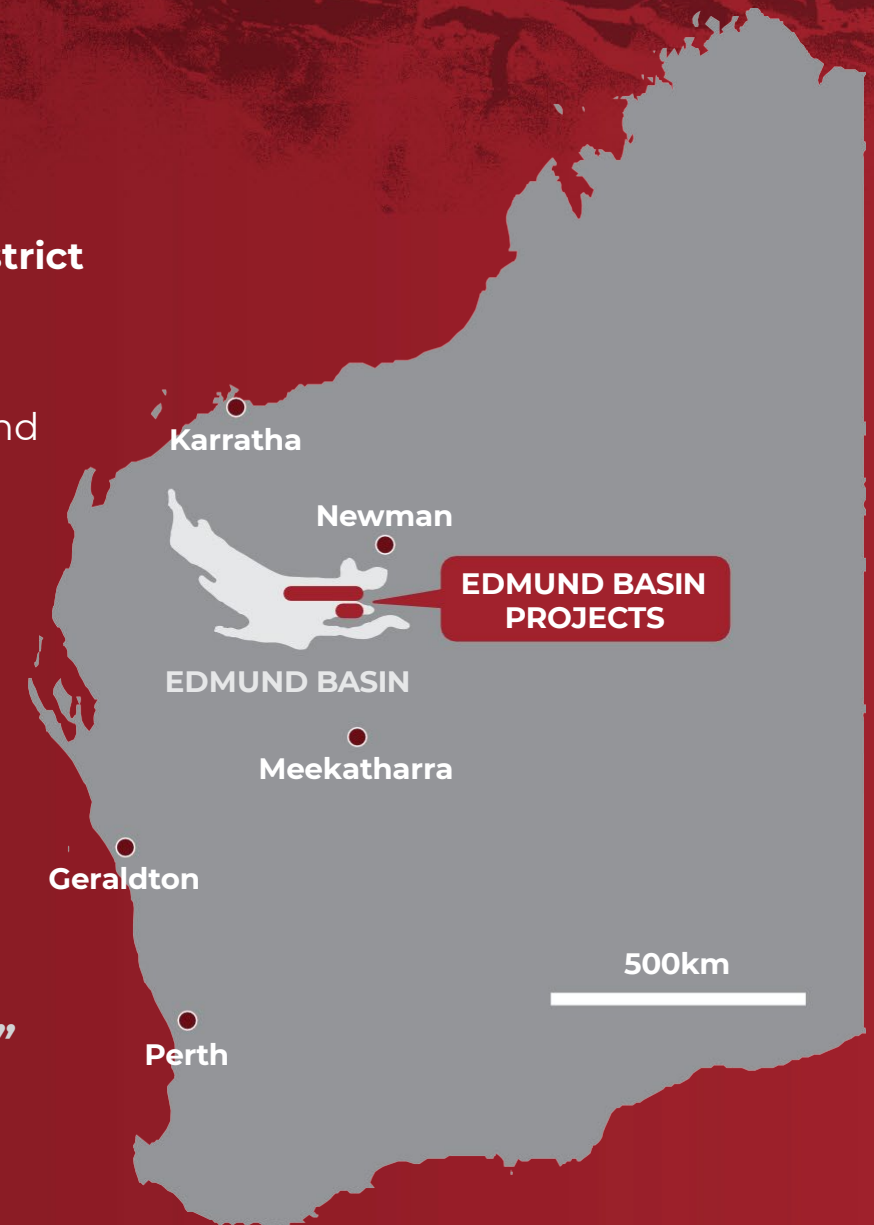 strict
nd
Karratha
Newman
EDMUND BASIN
PROJECTS
EDMUND BASIN
Meekatharra
Geraldton
500km
”
Perth